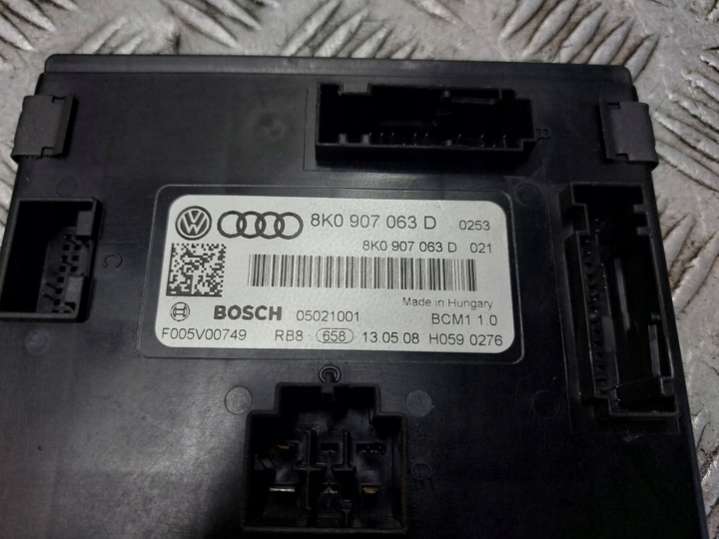 8K0 907 063 D 0253
8K0 907 063 D 021
Made in Hungary
BOSCH 05021001 BCM1 1.0
F005V00749 RB8 658 13.05.08 H059 0276
C